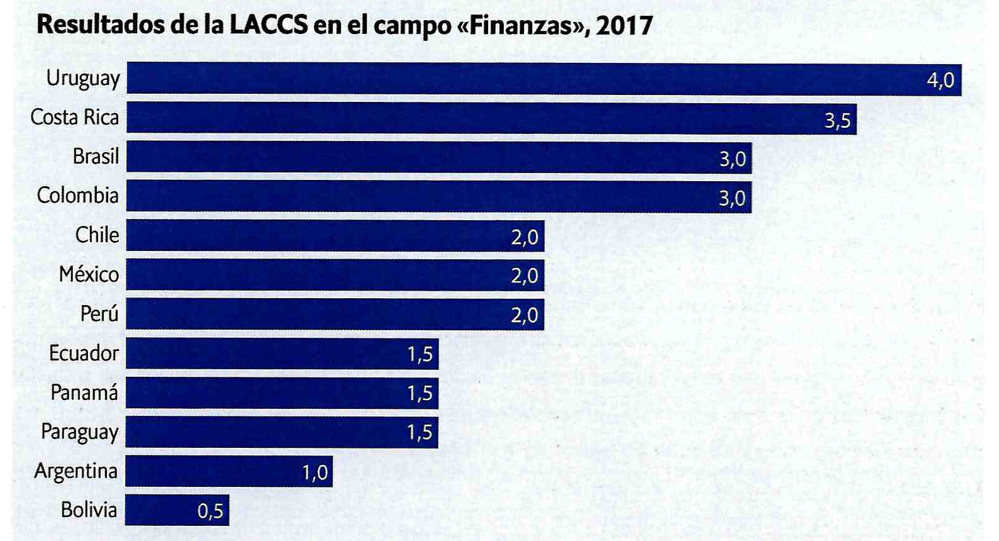 Resultados de la LACCS en el campo «Finanzas», 2017
Uruguay 4,0
Costa Rica 3,5
Brasil 3,0
Colombia 3,0
Chile 2,0
México 2,0
Perú 2,0
Ecuador 1,5
Panamá 1,5
Paraguay 1,5
Argentina 1,0
Bolivia 0,5